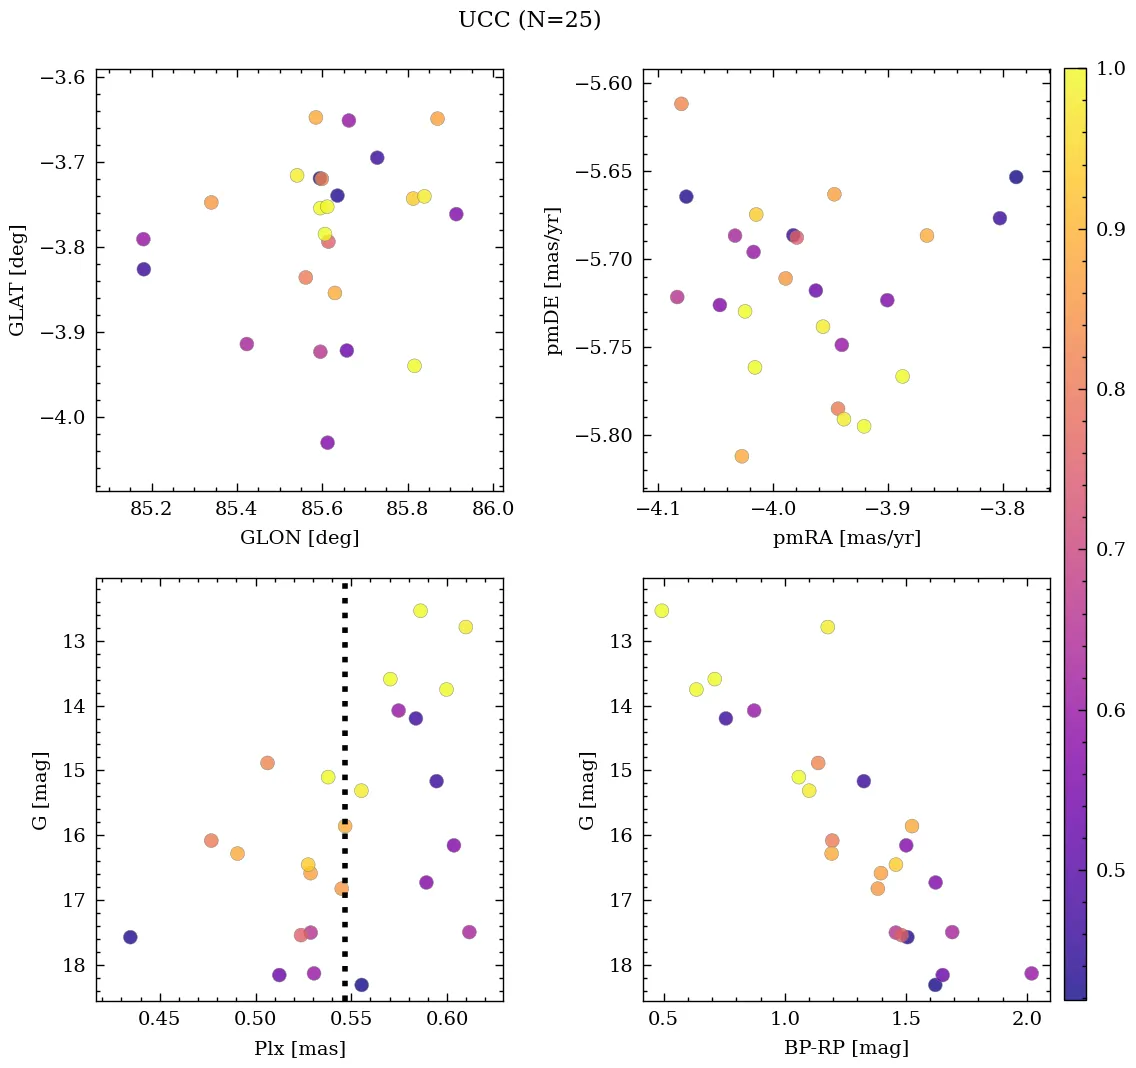 UCC (N=25)
−3.6
−3.7
−3.8
−3.9
−4.0
GLAT [deg]
85.2 85.4 85.6 85.8 86.0
GLON [deg]
−5.60
−5.65
−5.70
−5.75
−5.80
pmDE [mas/yr]
−4.1 −4.0 −3.9 −3.8
pmRA [mas/yr]
1.0
0.9
0.8
0.7
0.6
0.5
13
14
15
16
17
18
G [mag]
0.45 0.50 0.55 0.60
Plx [mas]
13
14
15
16
17
18
G [mag]
0.5 1.0 1.5 2.0
BP-RP [mag]